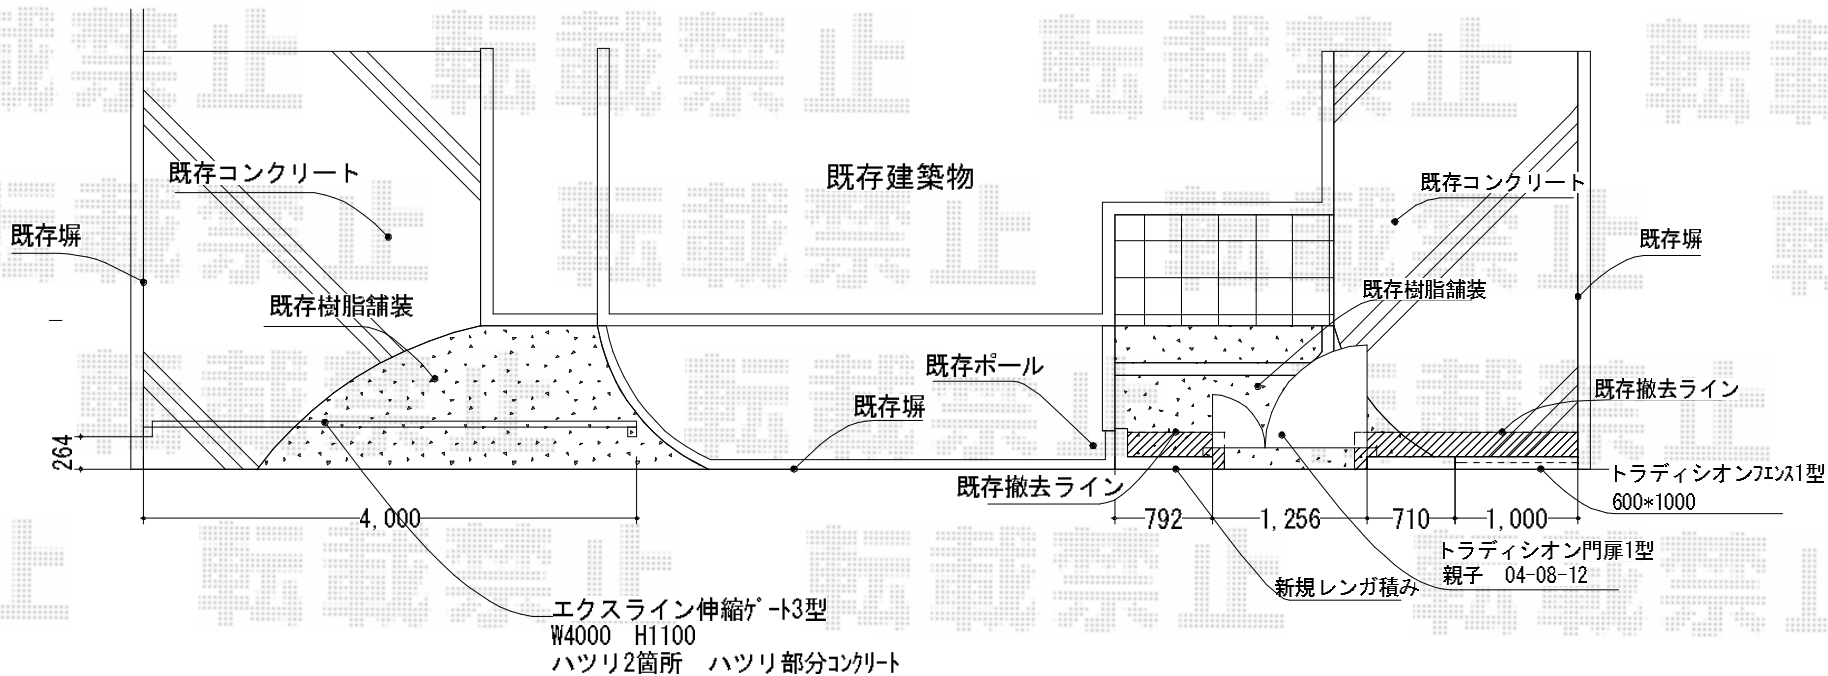 転載禁止
既存コンクリート
既存塀
既存樹脂舗装
既存建築物
既存コンクリート
既存塀
既存樹脂舗装
既存ポール
既存塀
既存撤去ライン
既存撤去ライン
264
4,000
792
1,256
710
1,000
トラディシオンフェンス1型
600*1000
トラディシオン門扉1型
親子 04-08-12
新規レンガ積み
エクスライン伸縮ゲート3型
W4000 H1100
ハツリ2箇所 ハツリ部分コンクリート